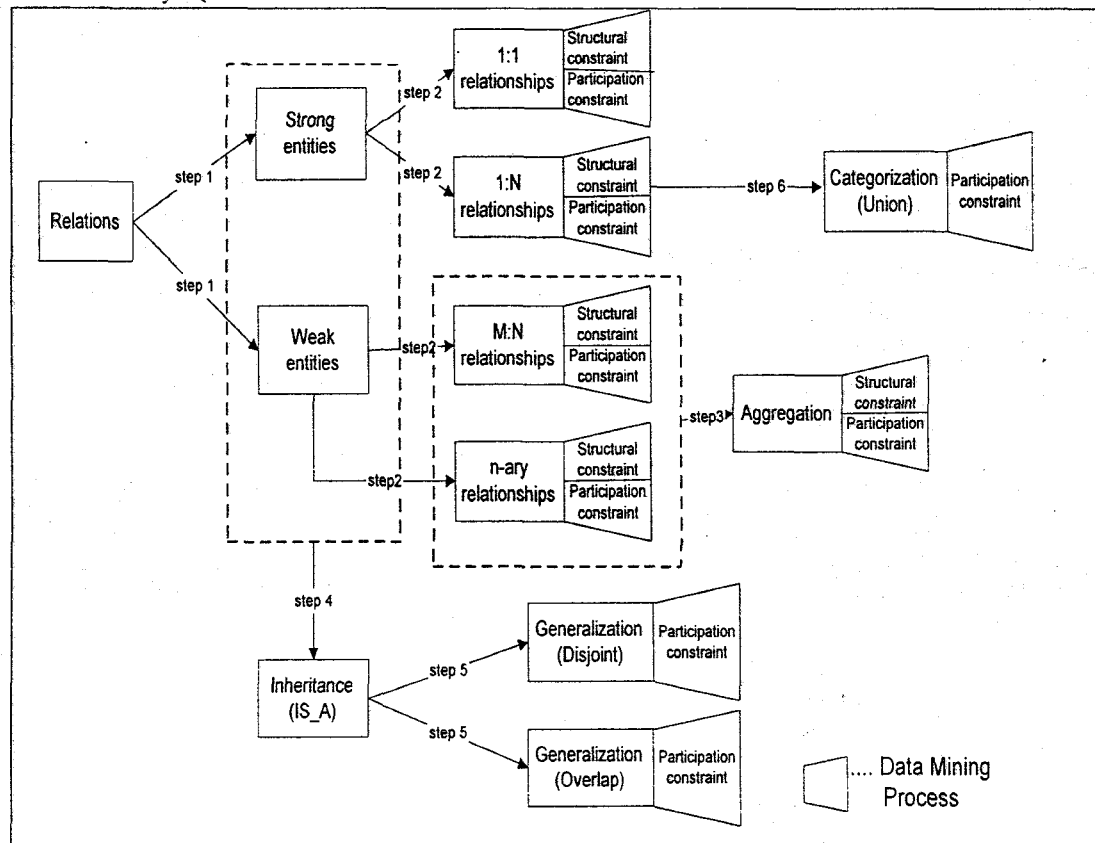 1:1
relationships
Structural
constraint
Participation
constraint
step 2
Strong
entities
step 1
step 2
1:N
relationships
Structural
constraint
Participation
constraint
step 6
Categorization
(Union)
Participation
constraint
Relations
step 1
Weak
entities
step2
M:N
relationships
Structural
constraint
Participation
constraint
step3
Aggregation
Structural
constraint
Participation
constraint
step2
n-ary
relationships
Structural
constraint
Participation
constraint
step 4
Generalization
(Disjoint)
Participation
constraint
step 5
Inheritance
(IS_A)
step 5
Generalization
(Overlap)
Participation
constraint
.... Data Mining
Process